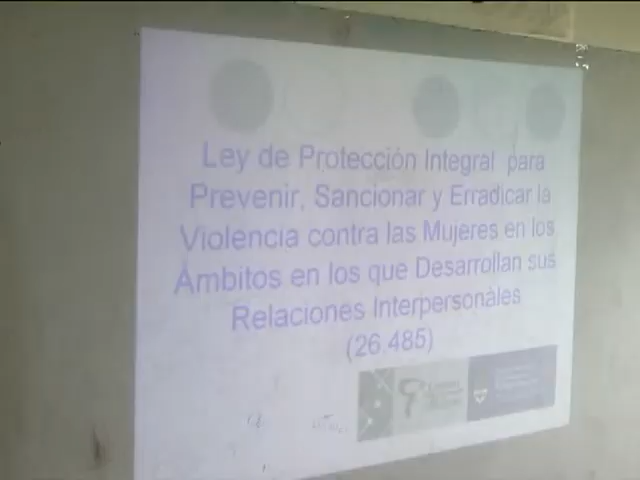 Ley de Protección Integral para
Prevenir, Sancionar y Erradicar la
Violencia contra las Mujeres en los
Ámbitos en los que Desarrollan sus
Relaciones Interpersonales
(26.485)